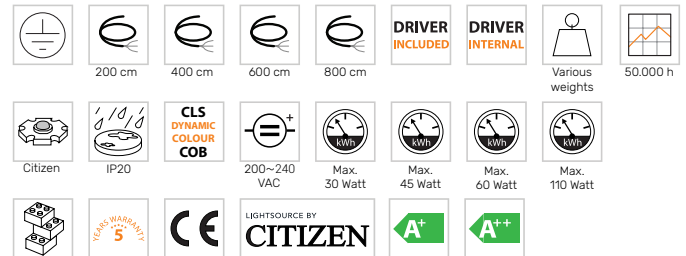 DRIVER
INCLUDED
DRIVER
INTERNAL
200 cm
400 cm
600 cm
800 cm
Various
weights
50.000 h
CLS
DYNAMIC
COLOUR
COB
+
kWh
kWh
kWh
kWh
Citizen
IP20
200~240
VAC
Max.
30 Watt
Max.
45 Watt
Max.
60 Watt
Max.
110 Watt
YEARS WARRANTY
5
CE
LIGHTSOURCE BY
CITIZEN
A+
A++